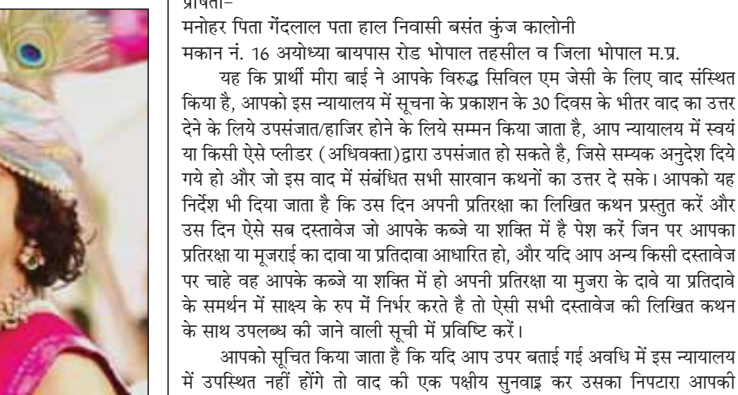 प्रेषिती-
मनोहर पिता गेंदलाल पता हाल निवासी बसंत कुंज कालोनी
मकान नं. 16 अयोध्या बायपास रोड भोपाल तहसील व जिला भोपाल म.प्र.
यह कि प्रार्थी मीरा बाई ने आपके विरुद्ध सिविल एम जेसी के लिए वाद संस्थित
किया है, आपको इस न्यायालय में सूचना के प्रकाशन के 30 दिवस के भीतर वाद का उत्तर
देने के लिये उपसंजात/हाजिर होने के लिये सम्मन किया जाता है, आप न्यायालय में स्वयं
या किसी ऐसे प्लीडर (अधिवक्ता)द्वारा उपसंजात हो सकते है, जिसे सम्यक अनुदेश दिये
गये हो और जो इस वाद में संबंधित सभी सारवान कथनों का उत्तर दे सके। आपको यह
निर्देश भी दिया जाता है कि उस दिन अपनी प्रतिरक्षा का लिखित कथन प्रस्तुत करें और
उस दिन ऐसे सब दस्तावेज जो आपके कब्जे या शक्ति में है पेश करें जिन पर आपका
प्रतिरक्षा या मूजराई का दावा या प्रतिदावा आधारित हो, और यदि आप अन्य किसी दस्तावेज
पर चाहे वह आपके कब्जे या शक्ति में हो अपनी प्रतिरक्षा या मुजरा के दावे या प्रतिदावे
के समर्थन में साक्ष्य के रुप में निर्भर करते है तो ऐसी सभी दस्तावेज की लिखित कथन
के साथ उपलब्ध की जाने वाली सूची में प्रविष्टि करें।
आपको सूचित किया जाता है कि यदि आप उपर बताई गई अवधि में इस न्यायालय
में उपस्थित नहीं होंगे तो वाद की एक पक्षीय सुनवाइ कर उसका निपटारा आपकी